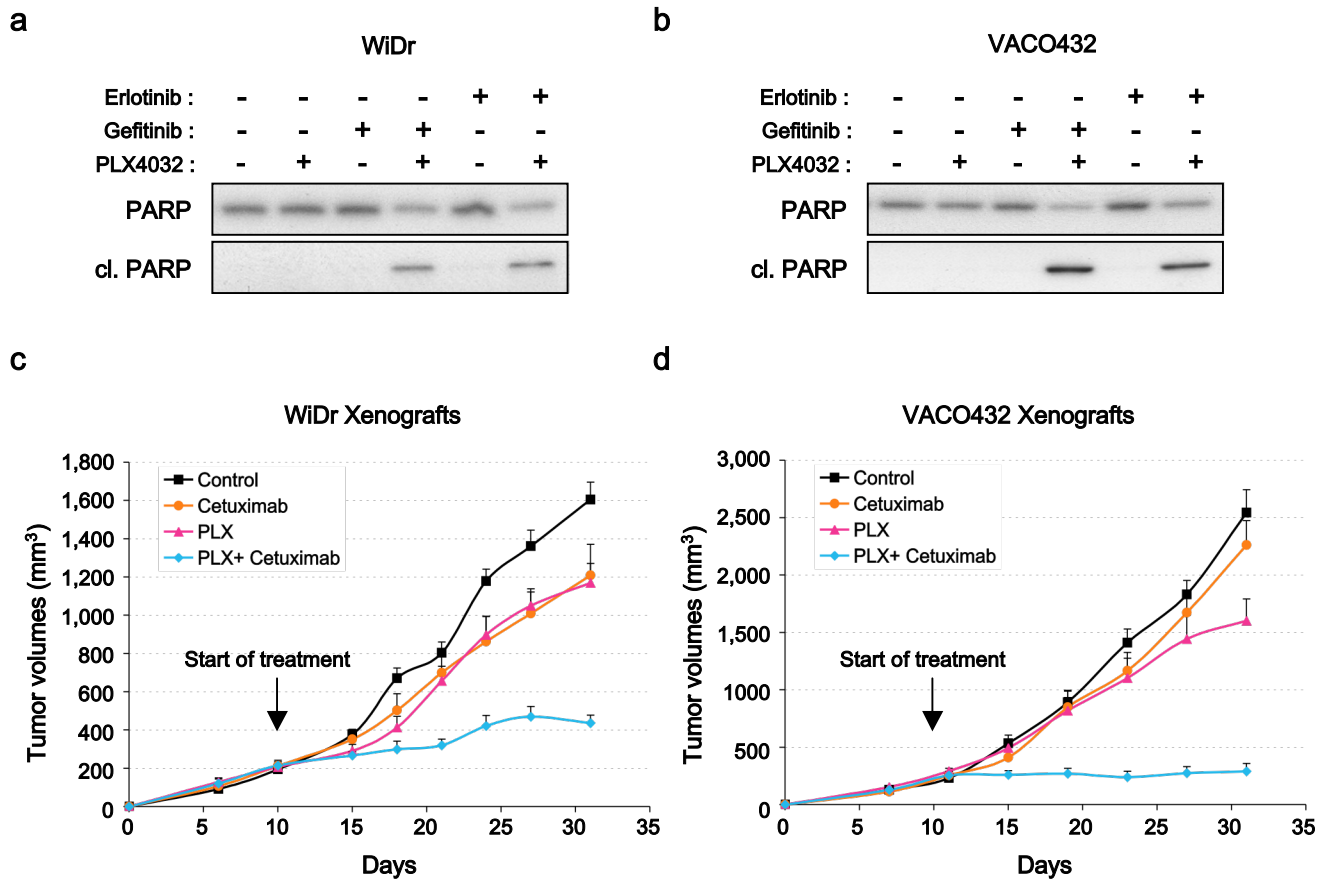 a
WiDr
Erlotinib : - - - - + +
Gefitinib : - - + + - -
PLX4032 : - + - + - +
PARP
cl. PARP
b
VACO432
Erlotinib : - - - - + +
Gefitinib : - - + + - -
PLX4032 : - + - + - +
PARP
cl. PARP
c
WiDr Xenografts
Tumor volumes (mm³)
1,800
1,600
1,400
1,200
1,000
800
600
400
200
0
Control
Cetuximab
PLX
PLX+ Cetuximab
Start of treatment
0 5 10 15 20 25 30 35
Days
d
VACO432 Xenografts
Tumor volumes (mm³)
3,000
2,500
2,000
1,500
1000
500
0
Control
Cetuximab
PLX
PLX+ Cetuximab
Start of treatment
0 5 10 15 20 25 30 35
Days